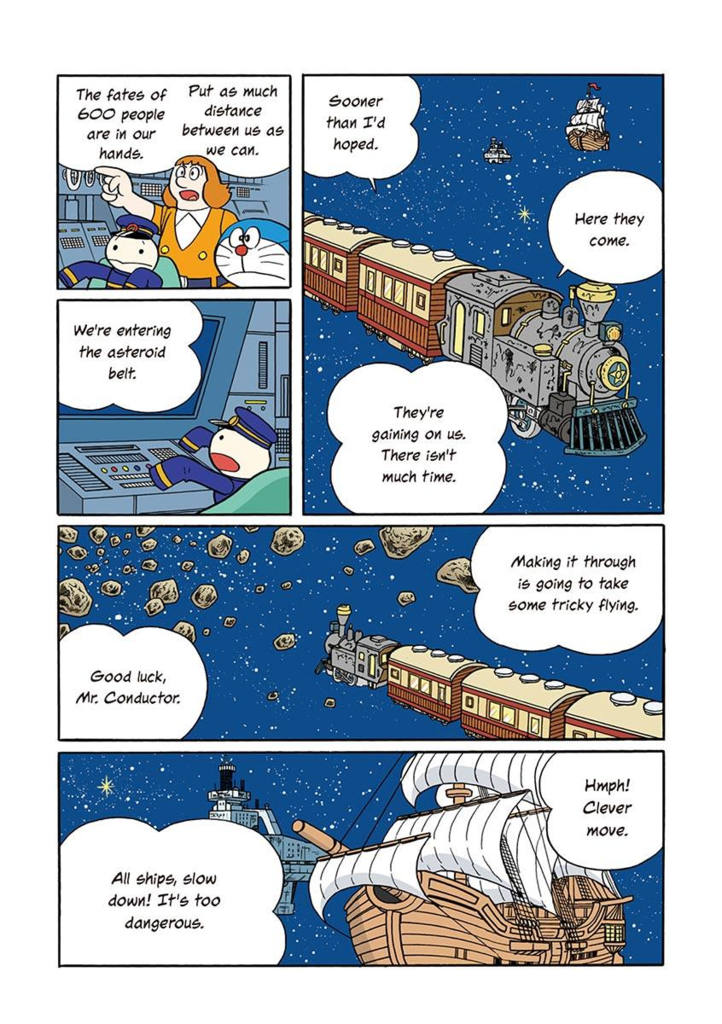 Here they
come.
Sooner
than I'd
hoped.
They're
gaining on us.
There isn't
much time.
Put as much
distance
between us as
we can.
The fates of
600 people
are in our
hands.
We're entering
the asteroid
belt.
Making it through
is going to take
some tricky flying.
Good luck,
Mr. Conductor.
Hmph!
Clever
move.
All ships, slow
down! It's too
dangerous.